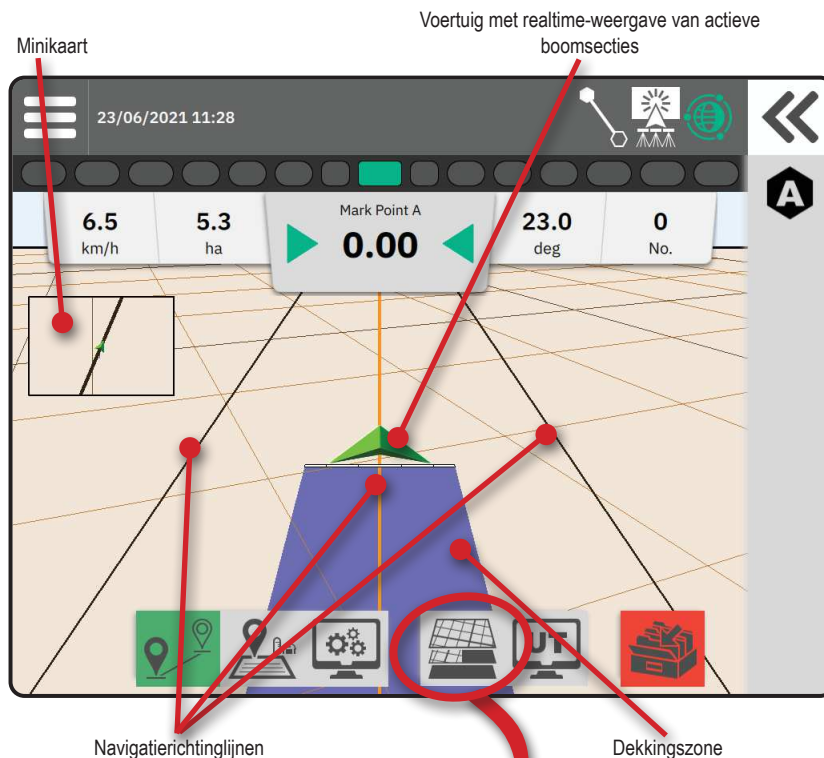 Voertuig met realtime-weergave van actieve
boomsecties
Minikaart
23/06/2021 11:28
A
6.5
km/h
5.3
ha
Mark Point A
0.00
23.0
deg
0
No.
UT
Navigatierichtinglijnen
Dekkingszone